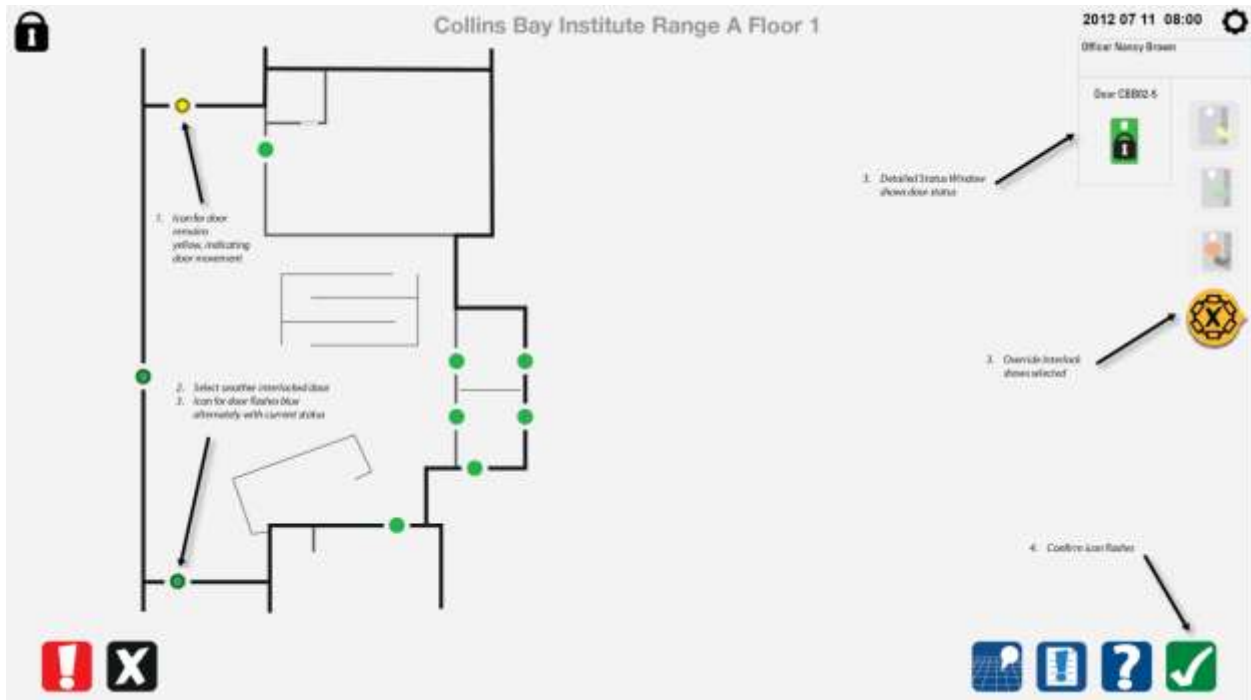 Collins Bay Institute Range A Floor 1
2012 07 11 08:00
Officer Nancy Brown
Door CBB02-5
3. Detailed Status Window
shows door status
1. Icon for door
remains
yellow, indicating
door movement
3. Override Interlock
shows selected
2. Select another interlocked door
3. Icon for door flashes blue
alternately with current status
4. Confirm icon flashes
X
X